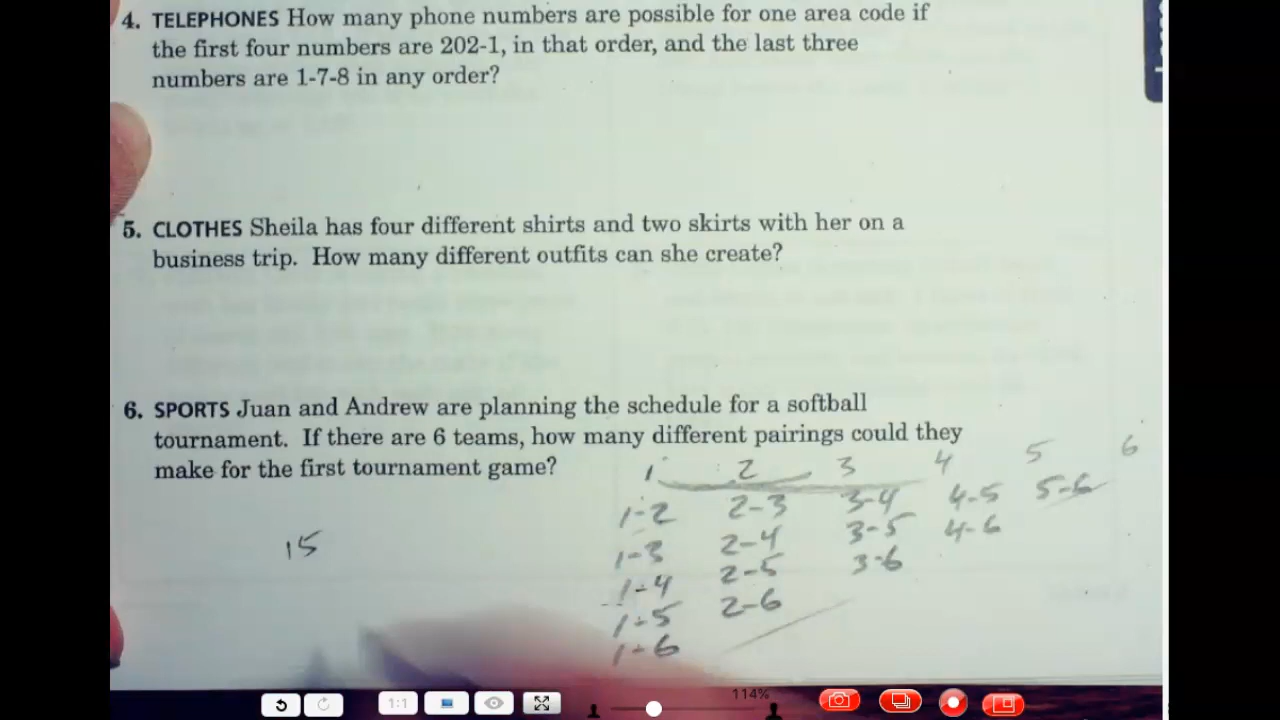 4. TELEPHONES How many phone numbers are possible for one area code if
the first four numbers are 202-1, in that order, and the last three
numbers are 1-7-8 in any order?
5. CLOTHES Sheila has four different shirts and two skirts with her on a
business trip. How many different outfits can she create?
6. SPORTS Juan and Andrew are planning the schedule for a softball
tournament. If there are 6 teams, how many different pairings could they
make for the first tournament game?
1 2 3 4 5 6
1-2 2-3 3-4 4-5 5-6
1-3 2-4 3-5 4-6
1-4 2-5 3-6
1-5 2-6
1-6
15
1:1
114%